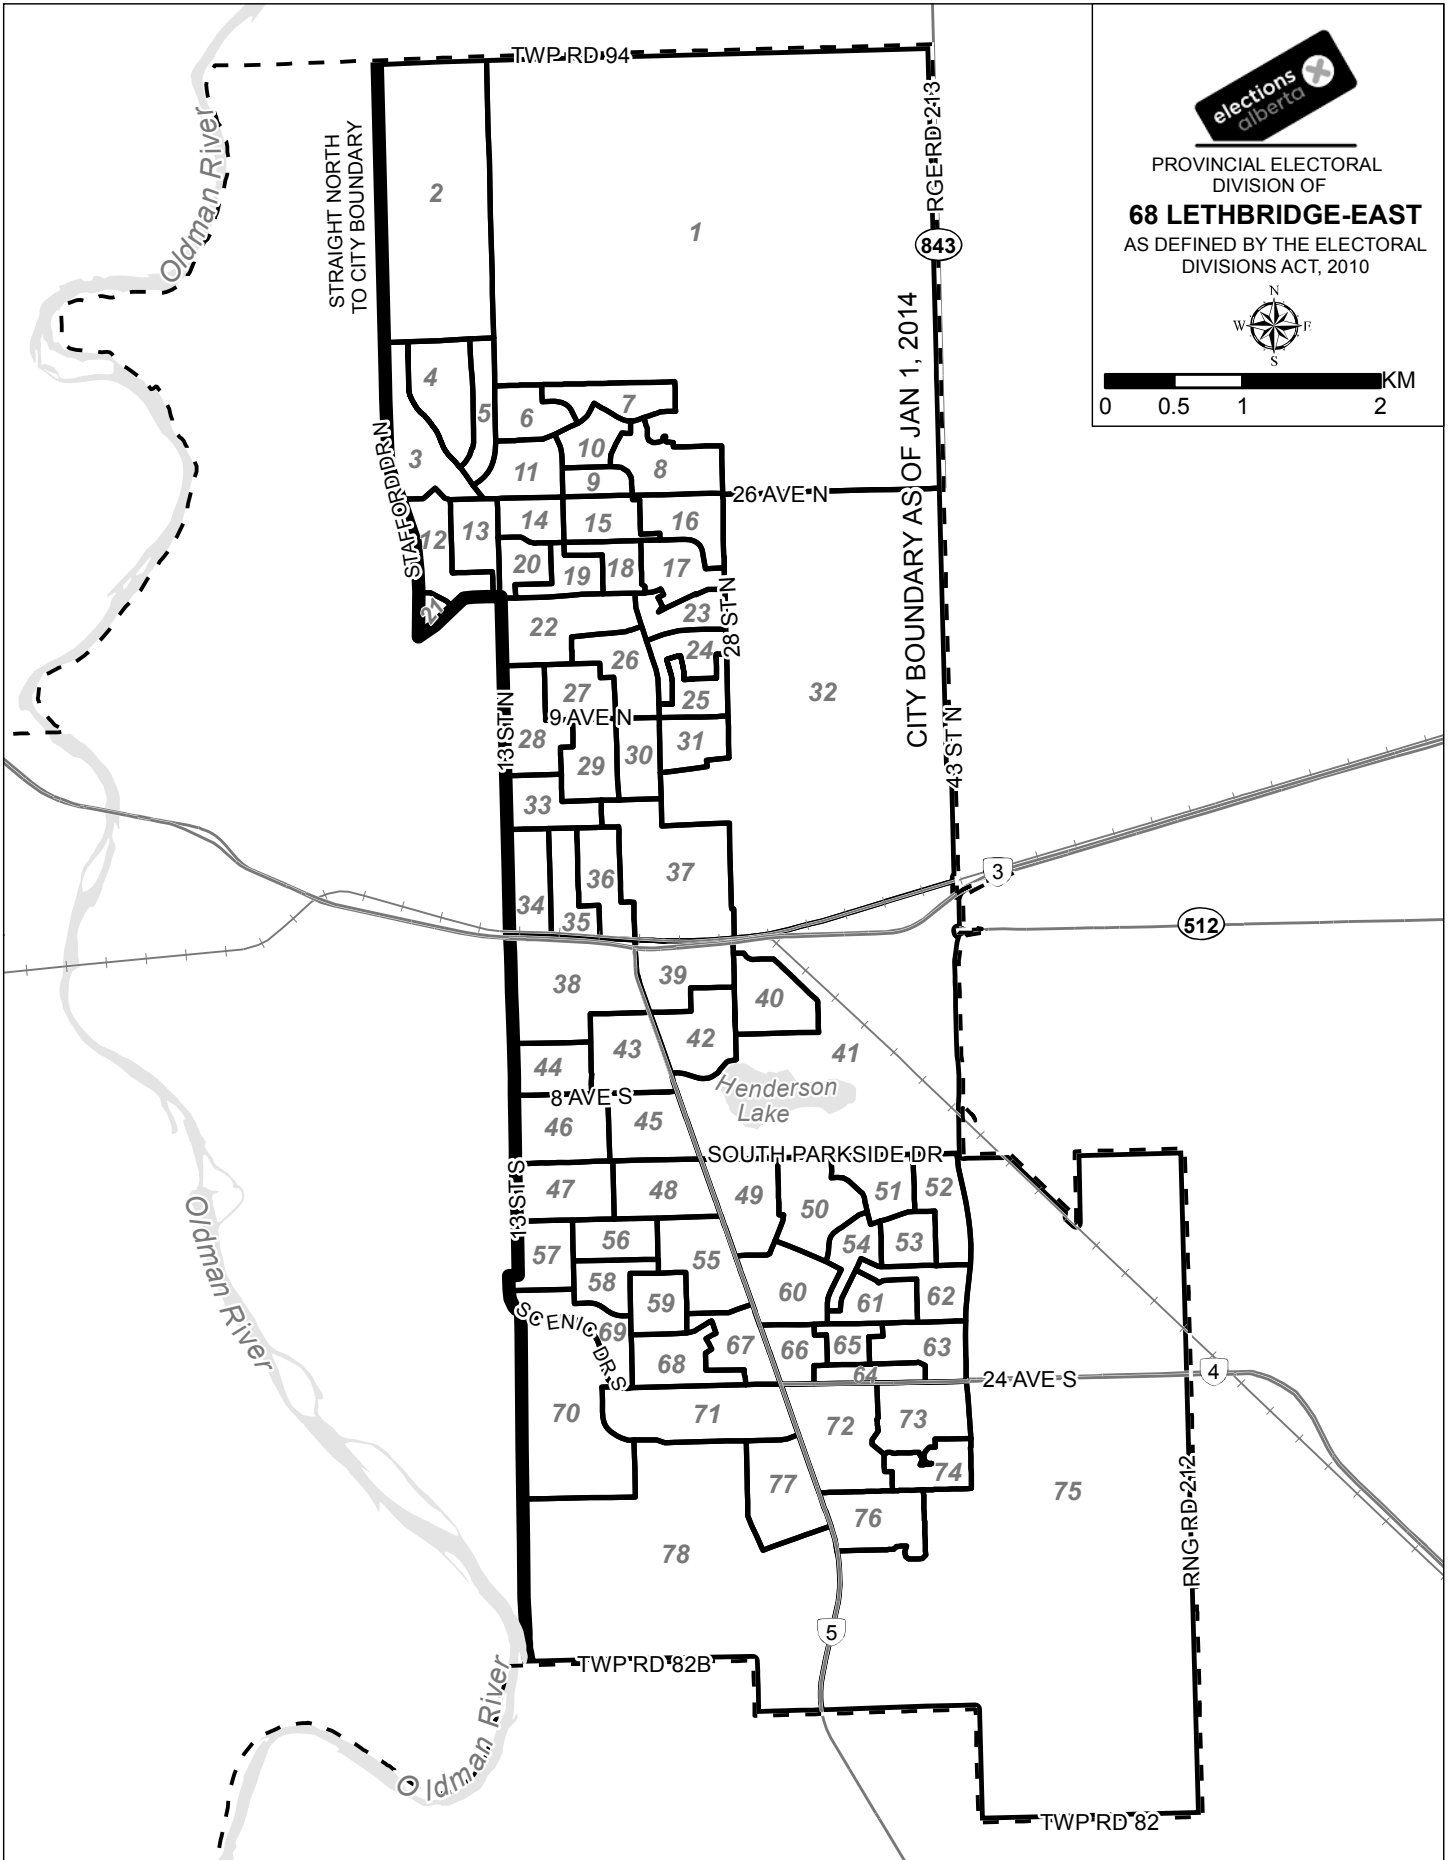 TWP RD 94
elections
alberta
PROVINCIAL ELECTORAL
DIVISION OF
68 LETHBRIDGE-EAST
AS DEFINED BY THE ELECTORAL
DIVISIONS ACT, 2010
N
W E
S
KM
0 0.5 1 2
Oldman River
STRAIGHT NORTH
TO CITY BOUNDARY
RGE RD 213
843
CITY BOUNDARY AS OF JAN 1, 2014
2
1
4
5
6
7
3
10
11
9
8
STAFFORD DR N
26 AVE N
12
13
14
15
16
20
19
18
17
21
22
23
28 ST N
24
26
25
27
32
13 ST N
9 AVE N
28
29
30
31
43 ST N
33
34
35
36
37
3
512
38
39
40
41
42
43
44
Henderson
Lake
8 AVE S
46
45
SOUTH PARKSIDE DR
13 ST S
47
48
49
50
51
52
Oldman River
57
56
55
54
53
58
59
60
61
62
SCENIC DR S
69
68
67
66
65
63
64
24 AVE S
4
70
71
72
73
74
75
77
76
78
RNG RD 212
5
TWP RD 82B
Oldman River
TWP RD 82